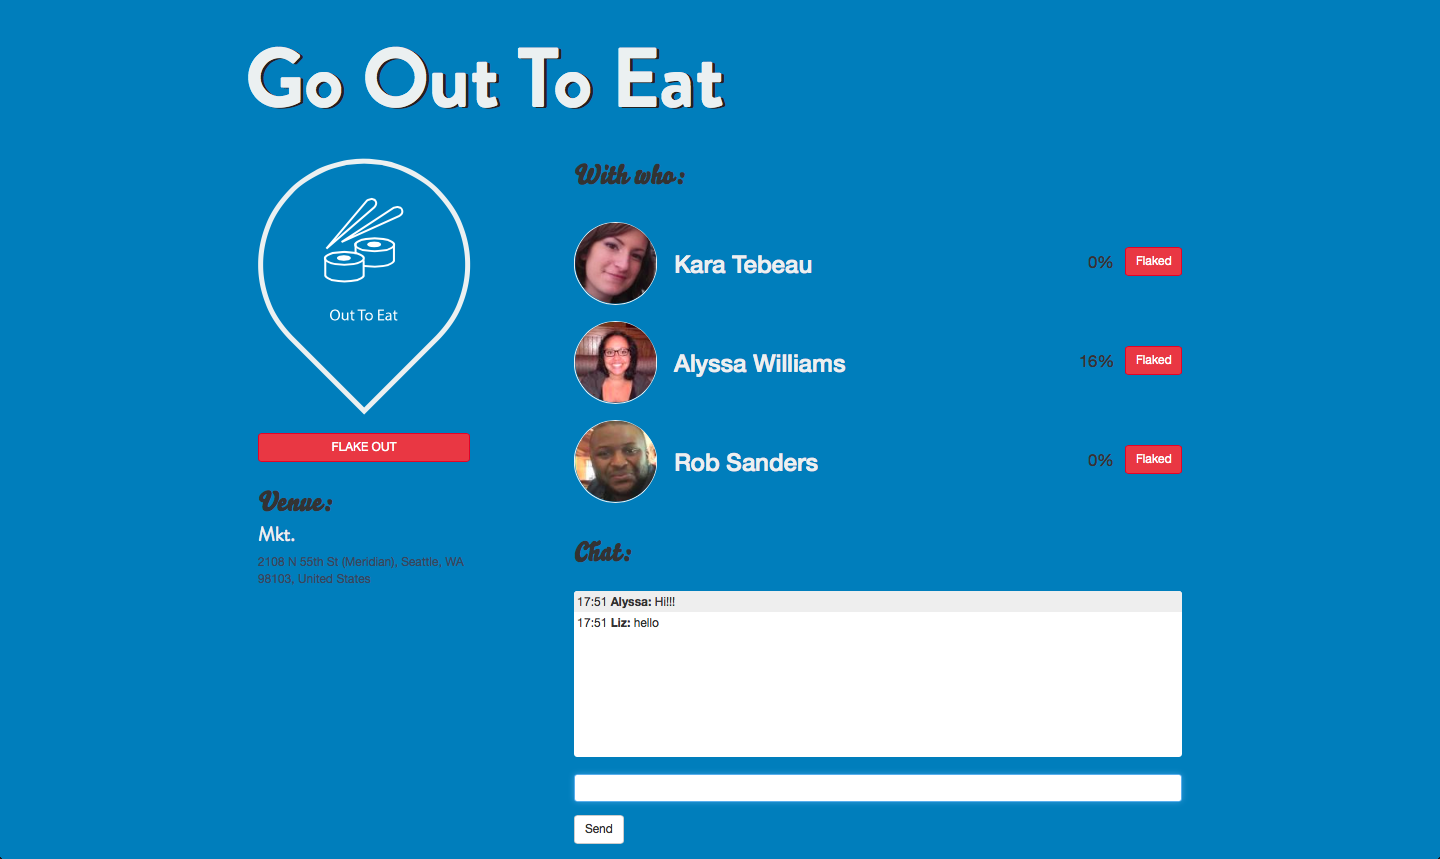 Go Out To Eat
Out To Eat
FLAKE OUT
Venue:
Mkt.
2108 N 55th St (Meridian), Seattle, WA
98103, United States
With who:
Kara Tebeau
0%
Flaked
Alyssa Williams
16%
Flaked
Rob Sanders
0%
Flaked
Chat:
17:51 Alyssa: Hi!!!
17:51 Liz: hello
Send